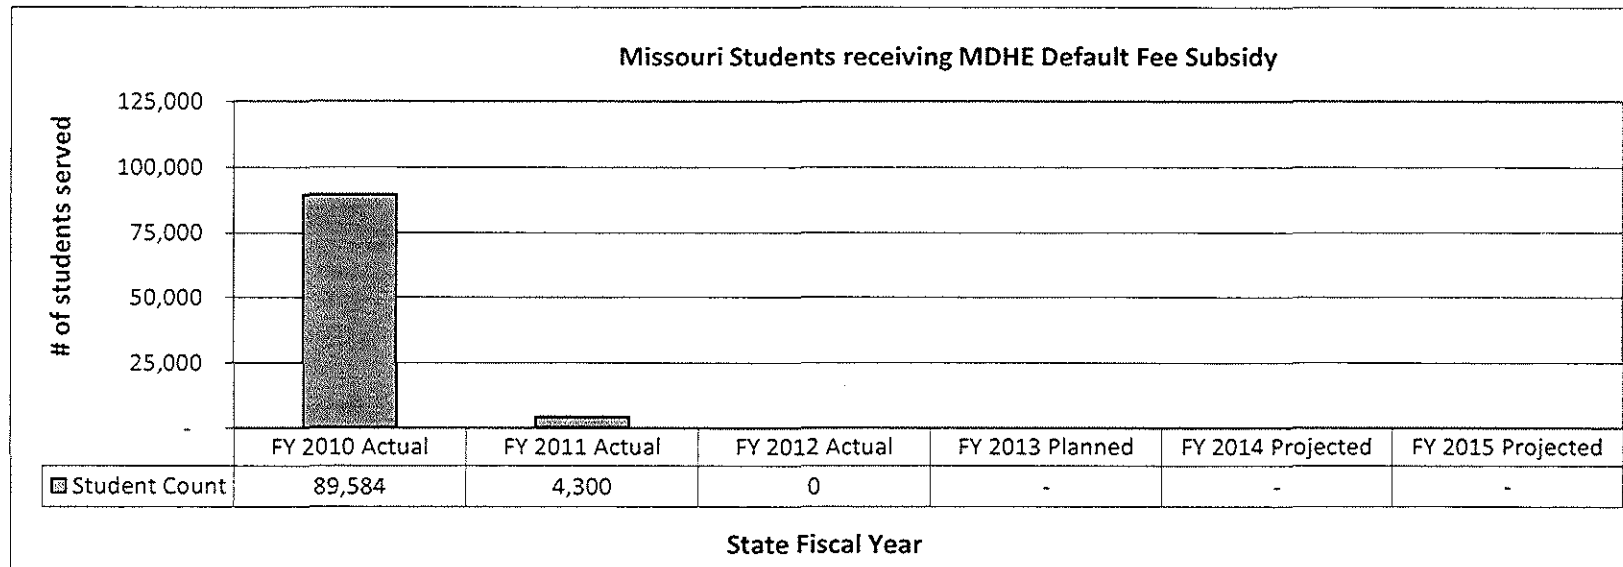 Missouri Students receiving MDHE Default Fee Subsidy
# of students served
125,000
100,000
75,000
50,000
25,000
-
FY 2010 Actual FY 2011 Actual FY 2012 Actual FY 2013 Planned FY 2014 Projected FY 2015 Projected
Student Count 89,584 4,300 0 - - -
State Fiscal Year